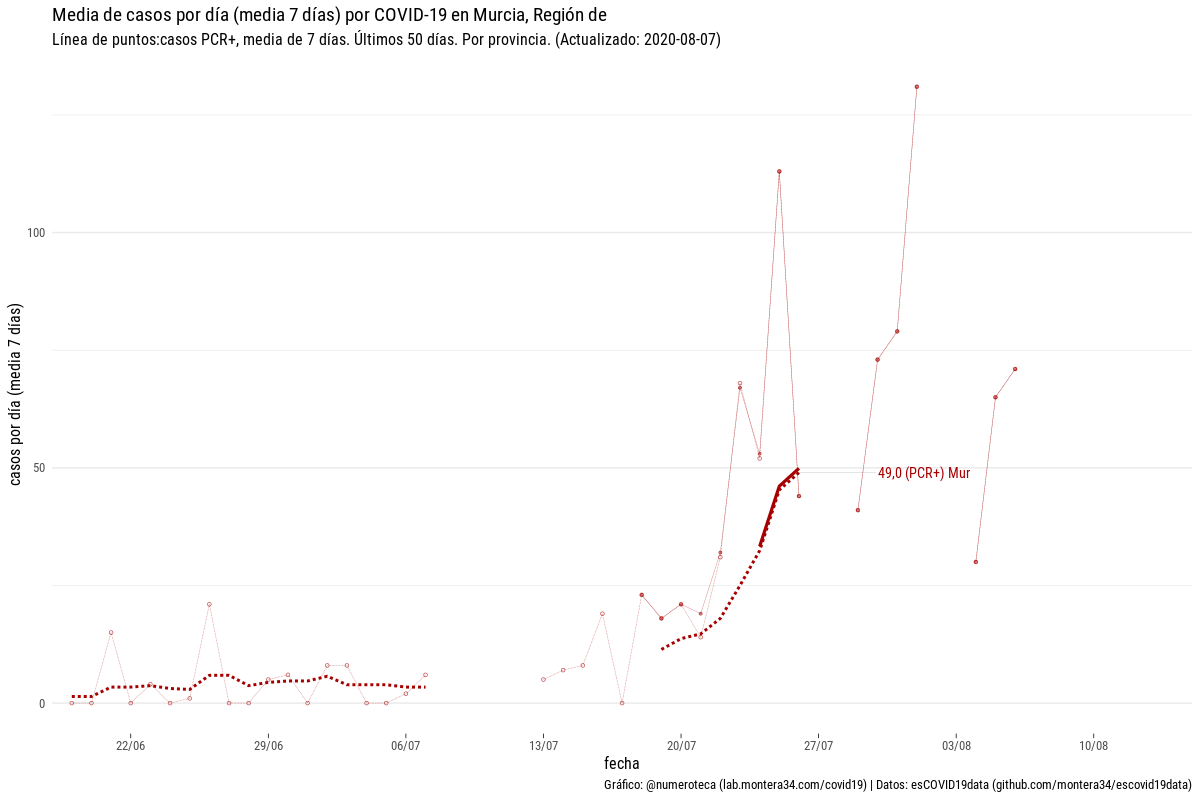 Media de casos por día (media 7 días) por COVID-19 en Murcia, Región de
Línea de puntos:casos PCR+, media de 7 días. Últimos 50 días. Por provincia. (Actualizado: 2020-08-07)
casos por día (media 7 días)
100
50
0
49,0 (PCR+) Mur
22/06
29/06
06/07
13/07
20/07
27/07
03/08
10/08
fecha
Gráfico: @numeroteca (lab.montera34.com/covid19) | Datos: esCOVID19data (github.com/montera34/escovid19data)